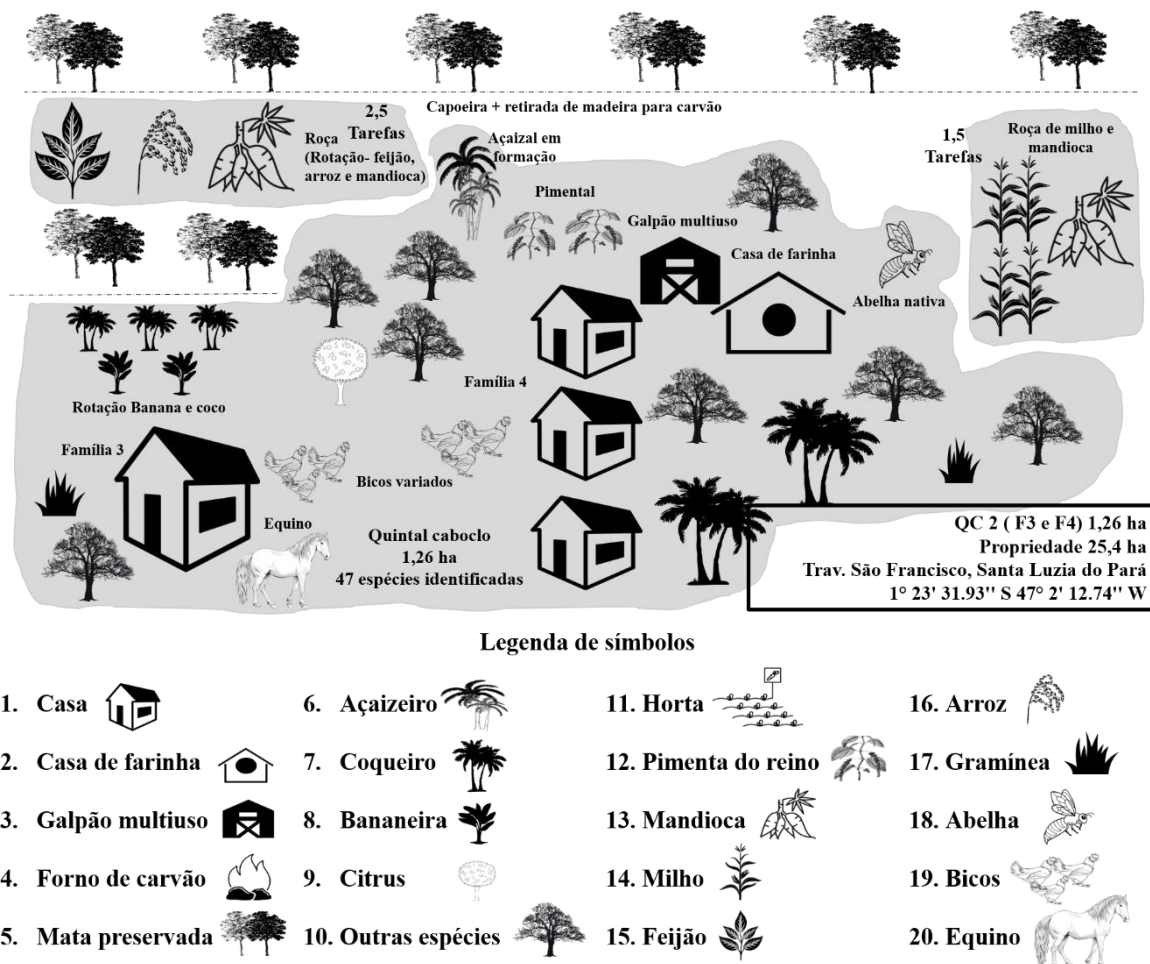 Capoeira + retirada de madeira para carvão
2,5
Tarefas
Roça
(Rotação- feijão,
arroz e mandioca)
Açaizal em
formação
1,5
Tarefas
Roça de milho e
mandioca
Pimental
Galpão multiuso
Casa de farinha
Abelha nativa
Rotação Banana e coco
Família 4
Família 3
Bicos variados
Equino
Quintal caboclo
1,26 ha
47 espécies identificadas
QC 2 ( F3 e F4) 1,26 ha
Propriedade 25,4 ha
Trav. São Francisco, Santa Luzia do Pará
1° 23' 31.93'' S 47° 2' 12.74'' W
Legenda de símbolos
1. Casa
2. Casa de farinha
3. Galpão multiuso
4. Forno de carvão
5. Mata preservada
6. Açaizeiro
7. Coqueiro
8. Bananeira
9. Citrus
10. Outras espécies
11. Horta
12. Pimenta do reino
13. Mandioca
14. Milho
15. Feijão
16. Arroz
17. Gramínea
18. Abelha
19. Bicos
20. Equino